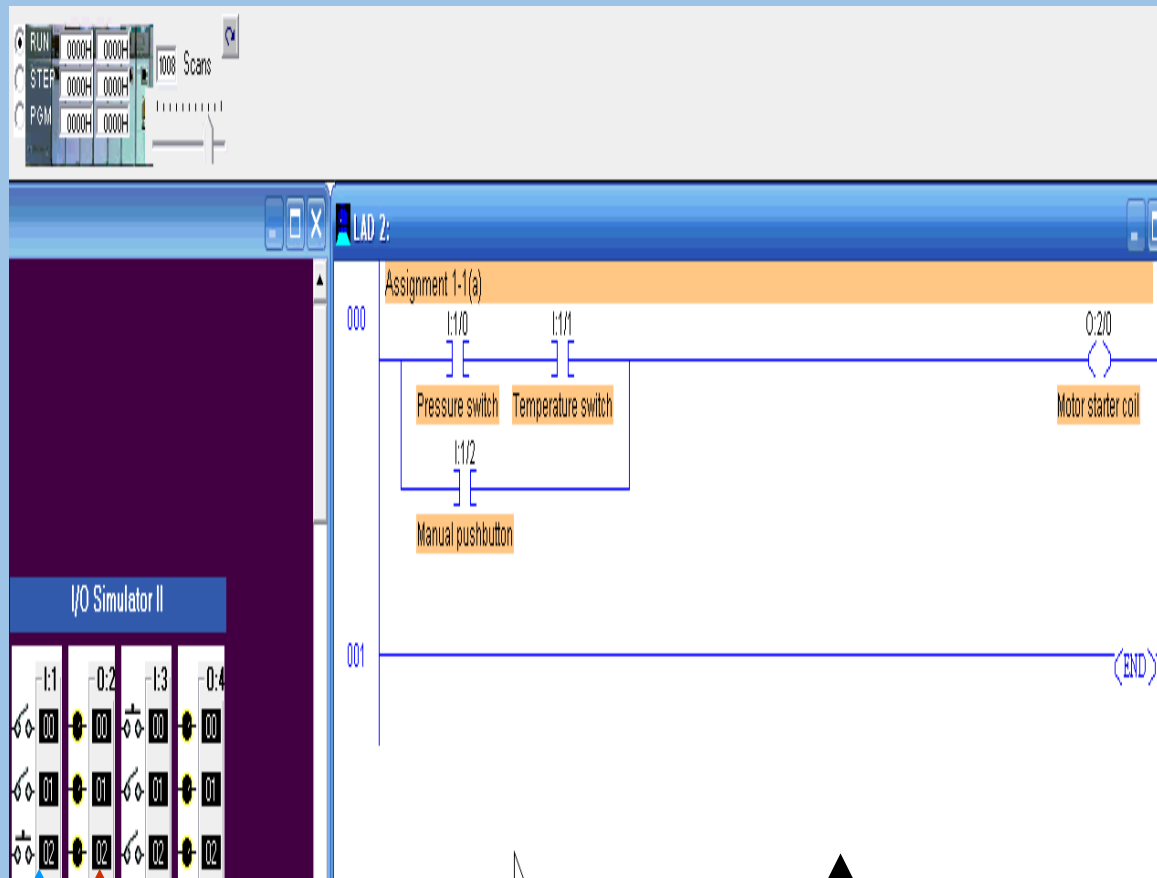 RUN 0000H 0000H
STEP 0000H 0000H
PGM 0000H 0000H
1008 Scans
LAD 2:
Assignment 1-1(a)
000
I:1/0 I:1/1 O:2/0
Pressure switch Temperature switch Motor starter coil
I:1/2
Manual pushbutton
I/O Simulator II
001
END
I:1 O:2 I:3 O:4
00 00 00 00
01 01 01 01
02 02 02 02